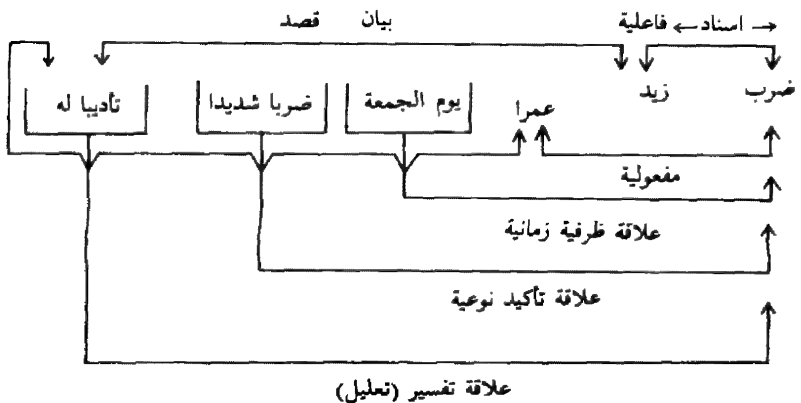 اسناد فاعلية بيان قصد
ضرب زيد عمرا يوم الجمعة ضربا شديدا تأديبا له
مفعولية
علاقة ظرفية زمانية
علاقة تأكيد نوعية
علاقة تفسير (تعليل)